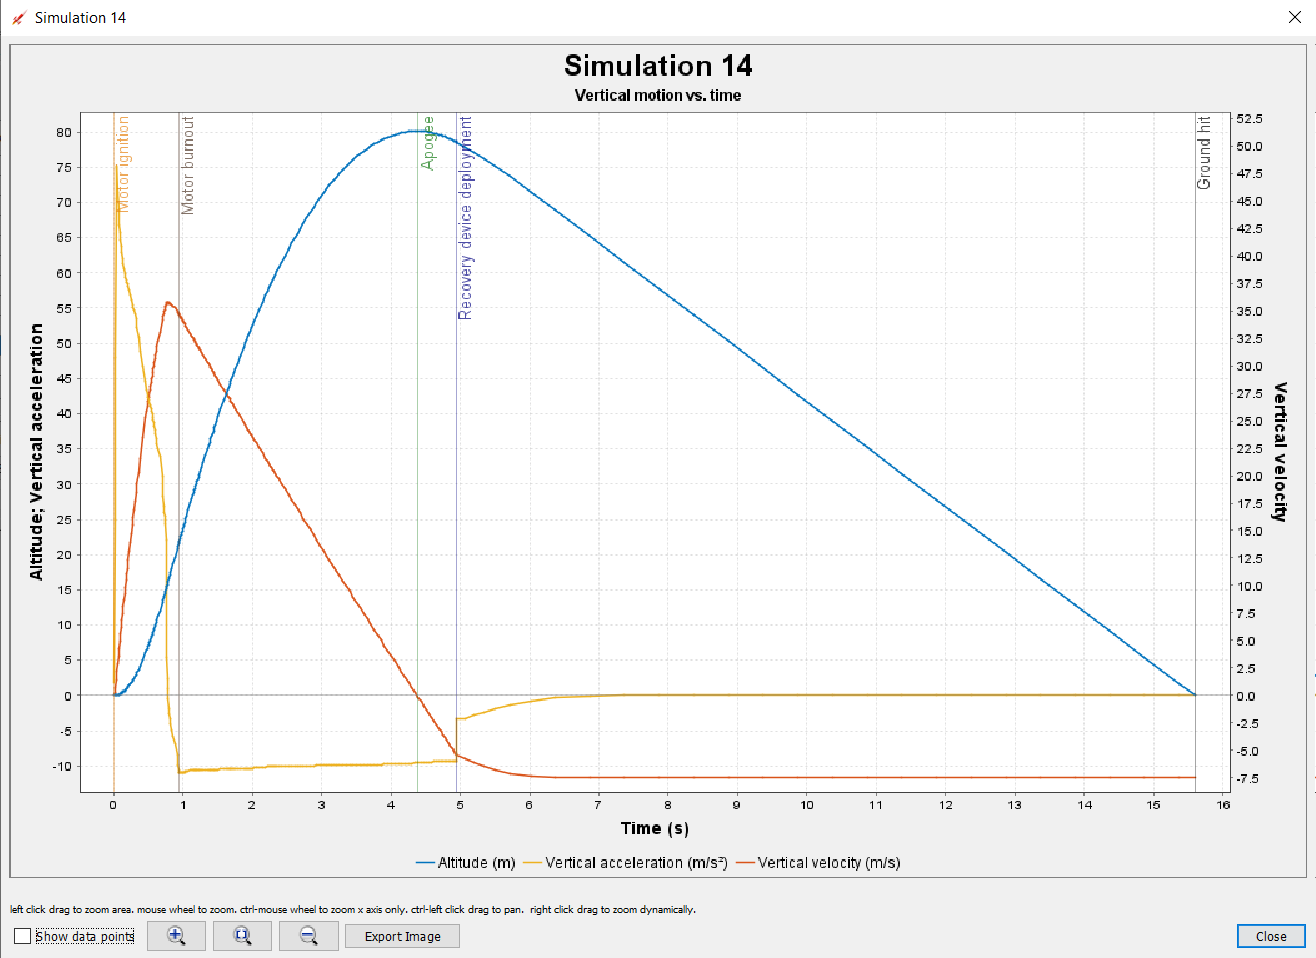 Simulation 14
Simulation 14
Vertical motion vs. time
Motor ignition
Motor burnout
Apogee
Recovery device deployment
Ground hit
Altitude; Vertical acceleration
80
75
70
65
60
55
50
45
40
35
30
25
20
15
10
5
0
-5
-10
52.5
50.0
47.5
45.0
42.5
40.0
37.5
35.0
32.5
30.0
27.5
25.0
22.5
20.0
17.5
15.0
12.5
10.0
7.5
5.0
2.5
0.0
-2.5
-5.0
-7.5
Vertical velocity
0 1 2 3 4 5 6 7 8 9 10 11 12 13 14 15 16
Time (s)
Altitude (m) Vertical acceleration (m/s²) Vertical velocity (m/s)
left click drag to zoom area. mouse wheel to zoom. ctrl-mouse wheel to zoom x axis only. ctrl-left click drag to pan. right click drag to zoom dynamically.
Show data points Export Image Close